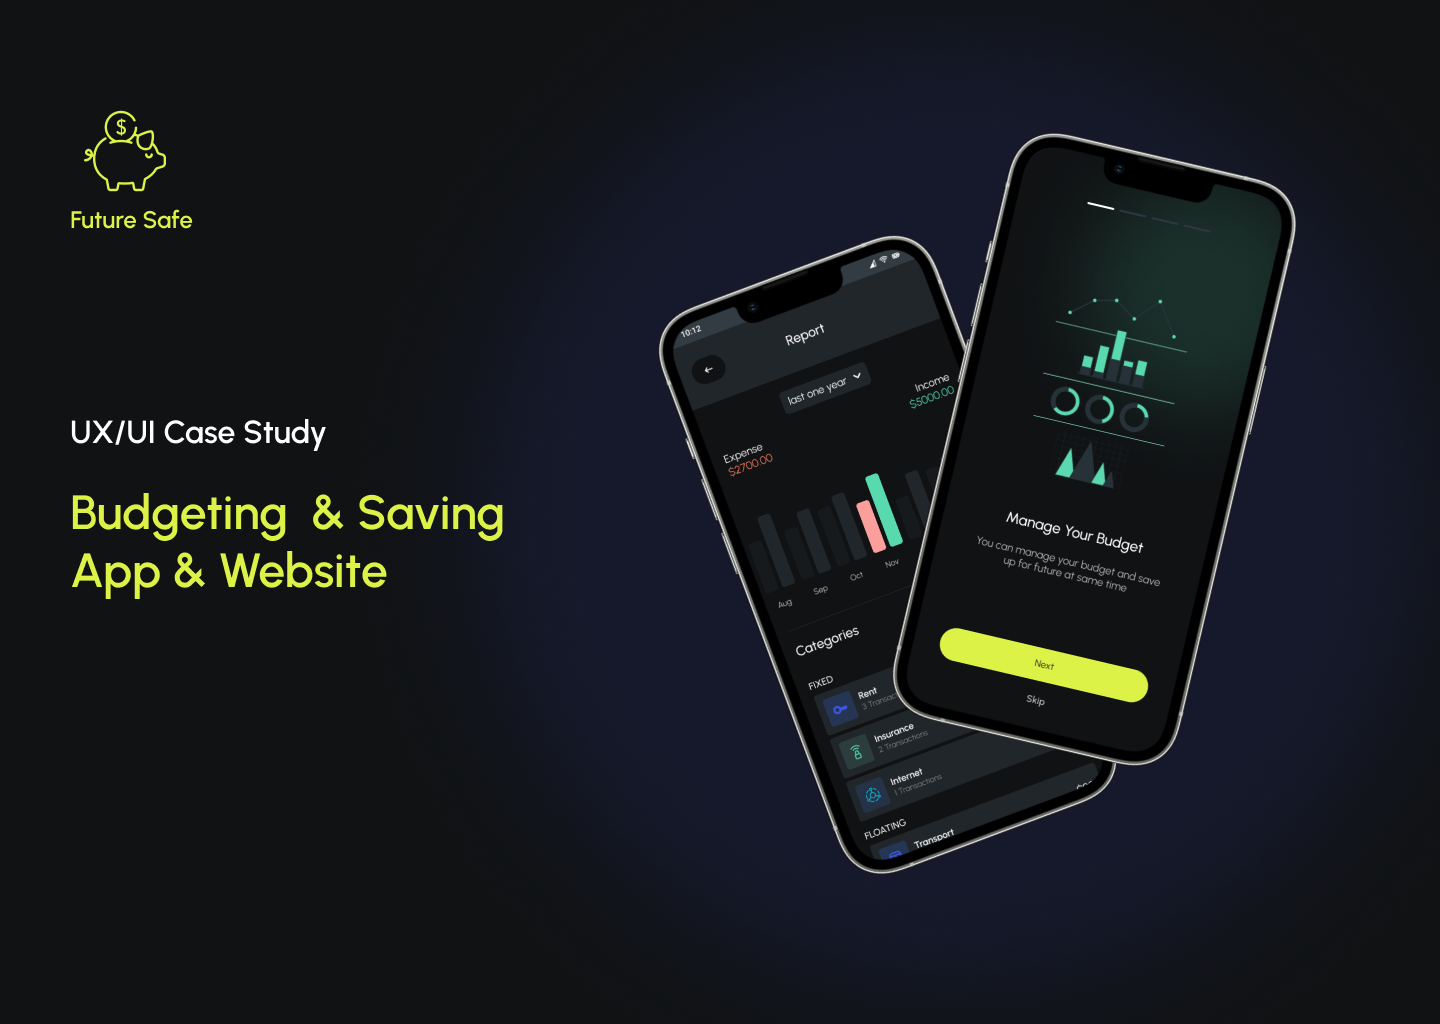 $
Future Safe
UX/UI Case Study
Budgeting & Saving
App & Website
10:12
Report
last one year
Income
$5000.00
Expense
$2700.00
Aug
Sep
Oct
Nov
Categories
FIXED
Rent
3
Insurance
2 Transactions
Internet
1 Transactions
FLOATING
Transport
Manage Your Budget
You can manage your budget and save
up for future at same time
Next
Skip